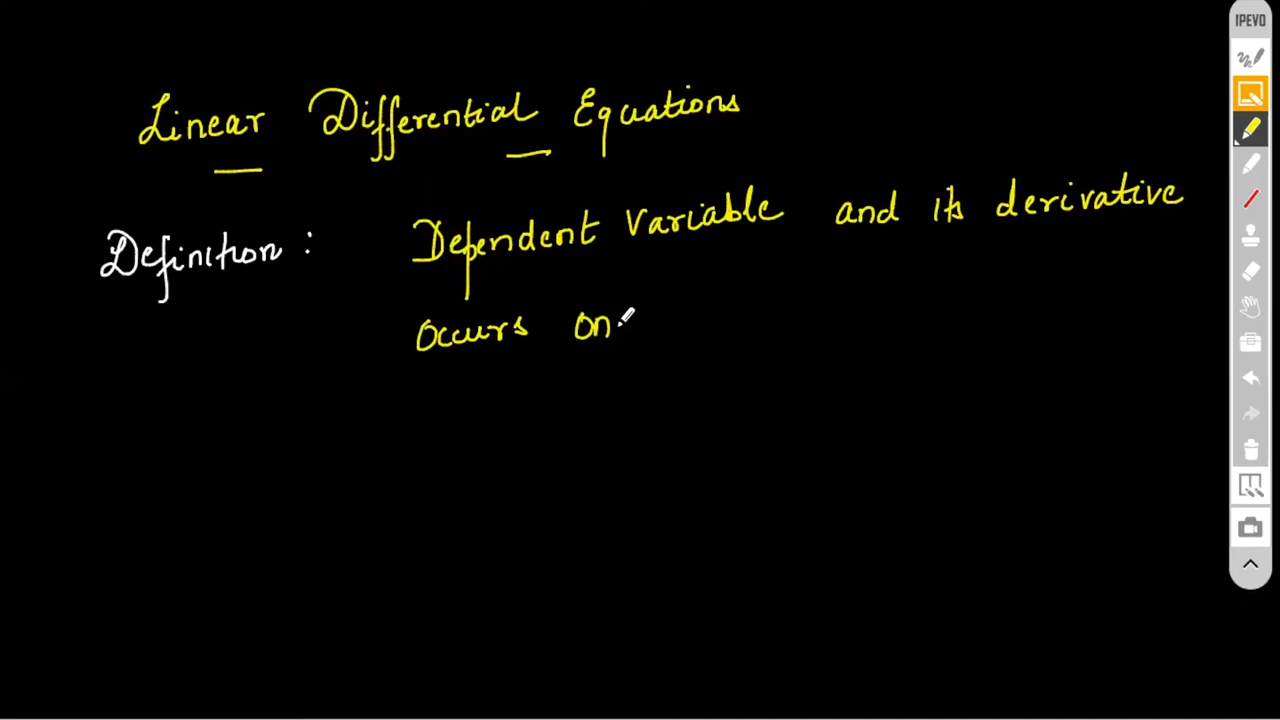 IPEVO
Linear Differential Equations
Definition : Dependent variable and its derivative
occurs on